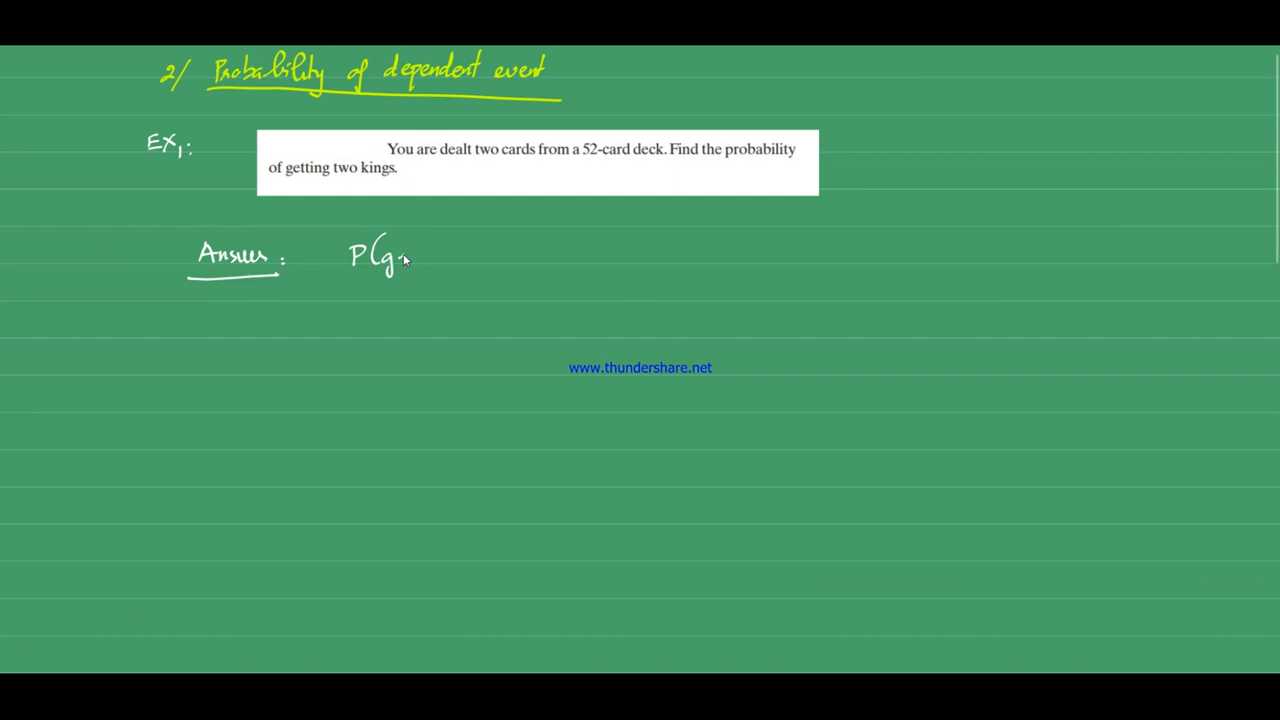 2/ Probability of dependent event
EX1:
You are dealt two cards from a 52-card deck. Find the probability
of getting two kings.
Answer : P(g
www.thundershare.net